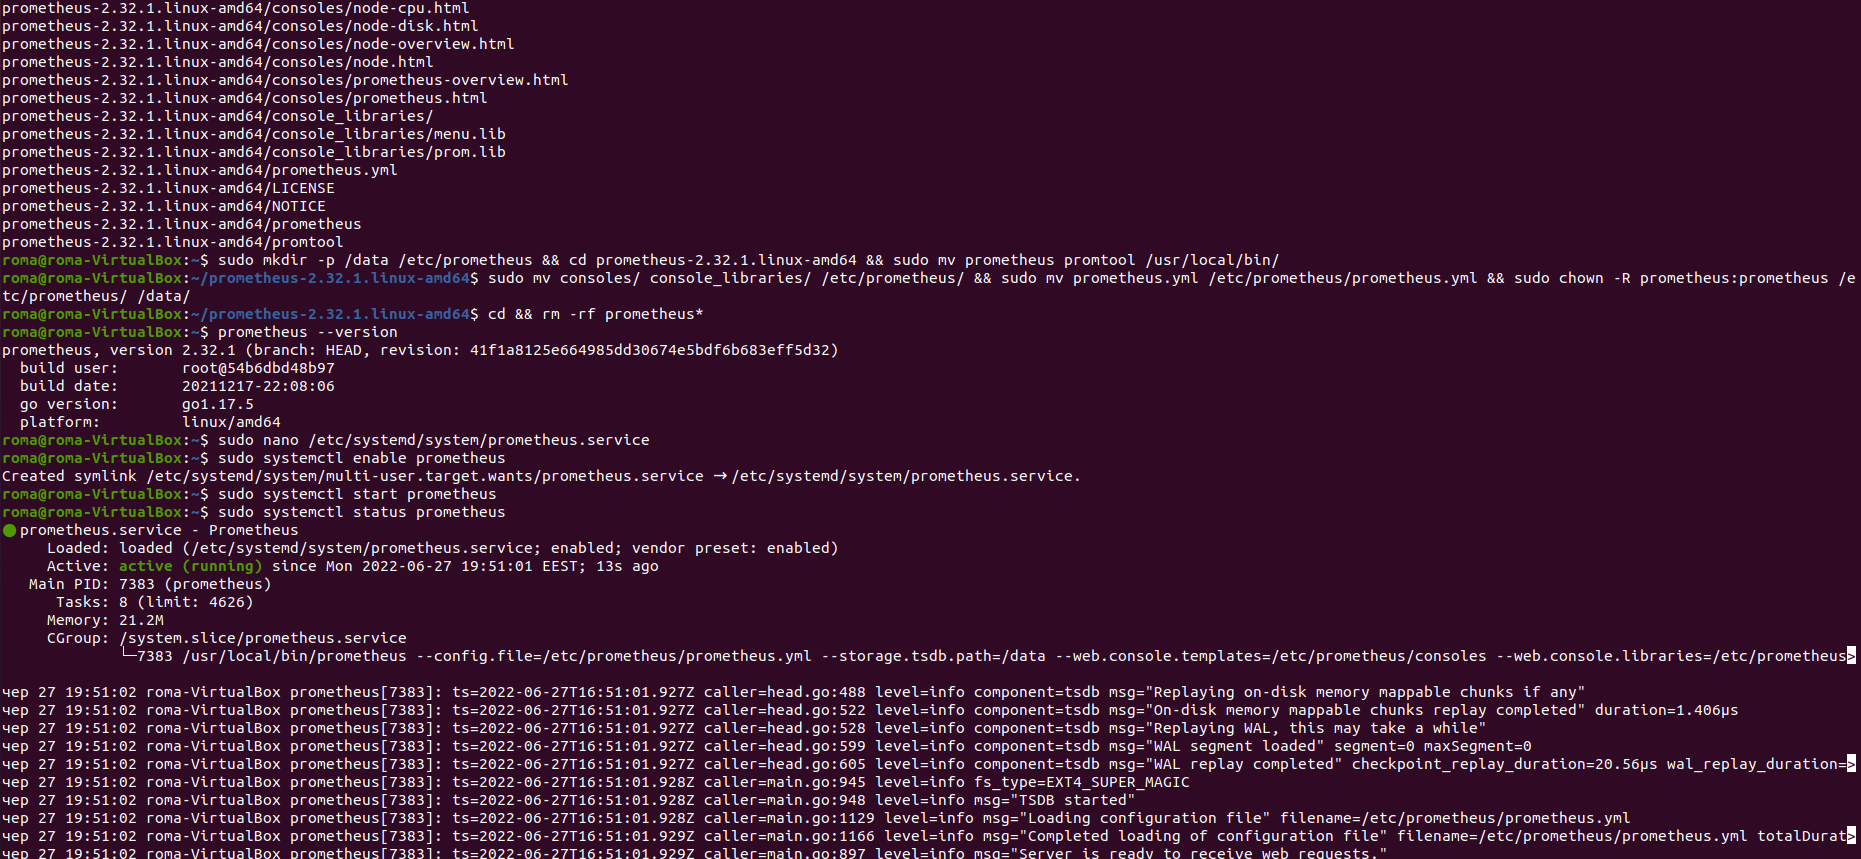 prometheus-2.32.1.linux-amd64/consoles/node-cpu.html
prometheus-2.32.1.linux-amd64/consoles/node-disk.html
prometheus-2.32.1.linux-amd64/consoles/node-overview.html
prometheus-2.32.1.linux-amd64/consoles/node.html
prometheus-2.32.1.linux-amd64/consoles/prometheus-overview.html
prometheus-2.32.1.linux-amd64/consoles/prometheus.html
prometheus-2.32.1.linux-amd64/console_libraries/
prometheus-2.32.1.linux-amd64/console_libraries/menu.lib
prometheus-2.32.1.linux-amd64/console_libraries/prom.lib
prometheus-2.32.1.linux-amd64/prometheus.yml
prometheus-2.32.1.linux-amd64/LICENSE
prometheus-2.32.1.linux-amd64/NOTICE
prometheus-2.32.1.linux-amd64/prometheus
prometheus-2.32.1.linux-amd64/promtool
roma@roma-VirtualBox:~$ sudo mkdir -p /data /etc/prometheus && cd prometheus-2.32.1.linux-amd64 && sudo mv prometheus promtool /usr/local/bin/
roma@roma-VirtualBox:~/prometheus-2.32.1.linux-amd64$ sudo mv consoles/ console_libraries/ /etc/prometheus/ && sudo mv prometheus.yml /etc/prometheus/prometheus.yml && sudo chown -R prometheus:prometheus /e
tc/prometheus/ /data/
roma@roma-VirtualBox:~/prometheus-2.32.1.linux-amd64$ cd && rm -rf prometheus*
roma@roma-VirtualBox:~$ prometheus --version
prometheus, version 2.32.1 (branch: HEAD, revision: 41f1a8125e664985dd30674e5bdf6b683eff5d32)
  build user:       root@54b6dbd48b97
  build date:       20211217-22:08:06
  go version:       go1.17.5
  platform:         linux/amd64
roma@roma-VirtualBox:~$ sudo nano /etc/systemd/system/prometheus.service
roma@roma-VirtualBox:~$ sudo systemctl enable prometheus
Created symlink /etc/systemd/system/multi-user.target.wants/prometheus.service → /etc/systemd/system/prometheus.service.
roma@roma-VirtualBox:~$ sudo systemctl start prometheus
roma@roma-VirtualBox:~$ sudo systemctl status prometheus
● prometheus.service - Prometheus
     Loaded: loaded (/etc/systemd/system/prometheus.service; enabled; vendor preset: enabled)
     Active: active (running) since Mon 2022-06-27 19:51:01 EEST; 13s ago
   Main PID: 7383 (prometheus)
      Tasks: 8 (limit: 4626)
     Memory: 21.2M
     CGroup: /system.slice/prometheus.service
             └─7383 /usr/local/bin/prometheus --config.file=/etc/prometheus/prometheus.yml --storage.tsdb.path=/data --web.console.templates=/etc/prometheus/consoles --web.console.libraries=/etc/prometheus>
чер 27 19:51:02 roma-VirtualBox prometheus[7383]: ts=2022-06-27T16:51:01.927Z caller=head.go:488 level=info component=tsdb msg="Replaying on-disk memory mappable chunks if any"
чер 27 19:51:02 roma-VirtualBox prometheus[7383]: ts=2022-06-27T16:51:01.927Z caller=head.go:522 level=info component=tsdb msg="On-disk memory mappable chunks replay completed" duration=1.406µs
чер 27 19:51:02 roma-VirtualBox prometheus[7383]: ts=2022-06-27T16:51:01.927Z caller=head.go:528 level=info component=tsdb msg="Replaying WAL, this may take a while"
чер 27 19:51:02 roma-VirtualBox prometheus[7383]: ts=2022-06-27T16:51:01.927Z caller=head.go:599 level=info component=tsdb msg="WAL segment loaded" segment=0 maxSegment=0
чер 27 19:51:02 roma-VirtualBox prometheus[7383]: ts=2022-06-27T16:51:01.927Z caller=head.go:605 level=info component=tsdb msg="WAL replay completed" checkpoint_replay_duration=20.56µs wal_replay_duration=>
чер 27 19:51:02 roma-VirtualBox prometheus[7383]: ts=2022-06-27T16:51:01.928Z caller=main.go:945 level=info fs_type=EXT4_SUPER_MAGIC
чер 27 19:51:02 roma-VirtualBox prometheus[7383]: ts=2022-06-27T16:51:01.928Z caller=main.go:948 level=info msg="TSDB started"
чер 27 19:51:02 roma-VirtualBox prometheus[7383]: ts=2022-06-27T16:51:01.928Z caller=main.go:1129 level=info msg="Loading configuration file" filename=/etc/prometheus/prometheus.yml
чер 27 19:51:02 roma-VirtualBox prometheus[7383]: ts=2022-06-27T16:51:01.929Z caller=main.go:1166 level=info msg="Completed loading of configuration file" filename=/etc/prometheus/prometheus.yml totalDurat>
чер 27 19:51:02 roma-VirtualBox prometheus[7383]: ts=2022-06-27T16:51:01.929Z caller=main.go:897 level=info msg="Server is ready to receive web requests."